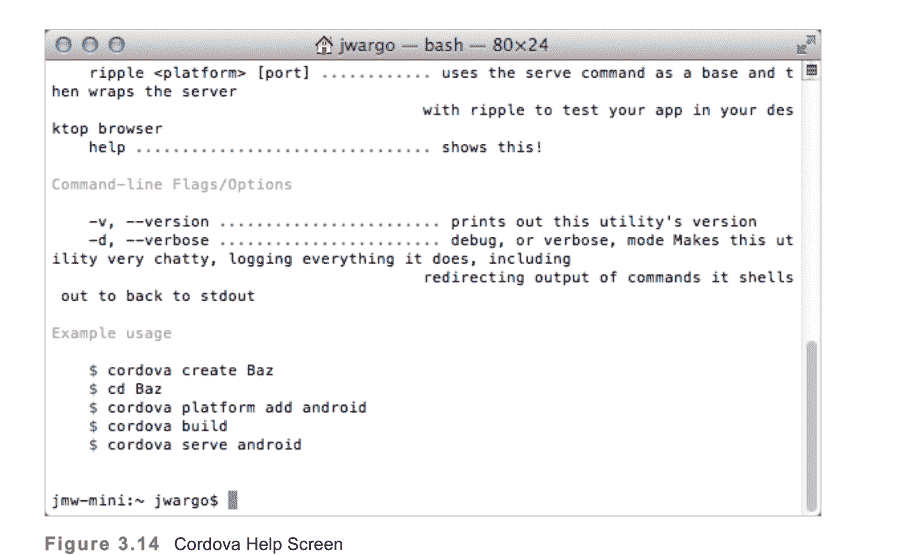 jwargo — bash — 80×24
ripple <platform> [port] ............ uses the serve command as a base and t
hen wraps the server
with ripple to test your app in your des
ktop browser
help ................................ shows this!
Command-line Flags/Options
-v, --version ........................ prints out this utility's version
-d, --verbose ........................ debug, or verbose, mode Makes this ut
ility very chatty, logging everything it does, including
redirecting output of commands it shells
out to back to stdout
Example usage
$ cordova create Baz
$ cd Baz
$ cordova platform add android
$ cordova build
$ cordova serve android
jmw-mini:~ jwargo$
Figure 3.14 Cordova Help Screen